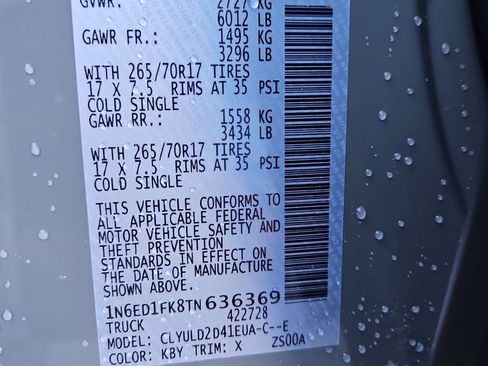 GVWR: 2727 KG
6012 LB
GAWR FR.: 1495 KG
3296 LB
WITH 265/70R17 TIRES
17 X 7.5 RIMS AT 35 PSI
COLD SINGLE
GAWR RR.: 1558 KG
3434 LB
WITH 265/70R17 TIRES
17 X 7.5 RIMS AT 35 PSI
COLD SINGLE
THIS VEHICLE CONFORMS TO
ALL APPLICABLE FEDERAL
MOTOR VEHICLE SAFETY AND
THEFT PREVENTION
STANDARDS IN EFFECT ON
THE DATE OF MANUFACTURE
SHOWN ABOVE.
1N6ED1FK8TN636369
TRUCK 422728
MODEL: CLYULD2D41EUA-C--E
COLOR: KBY TRIM: X ZS00A